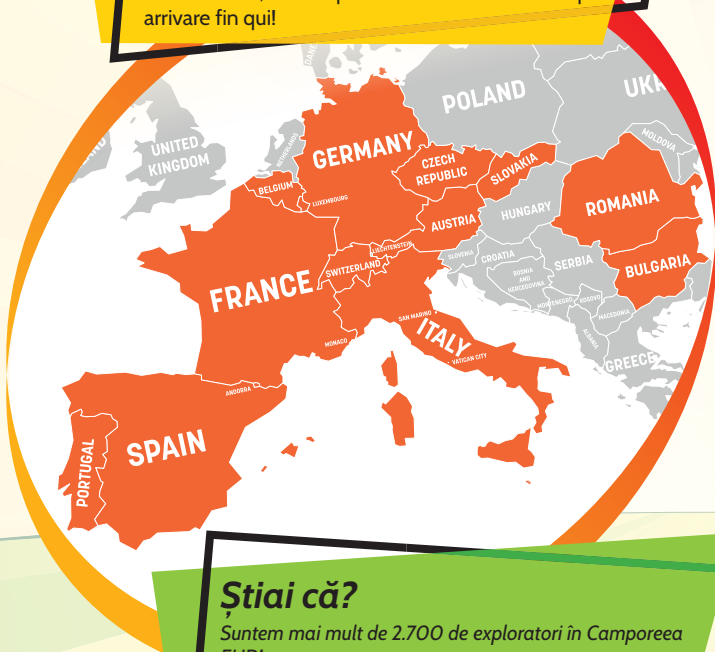 arrivare fin qui!
POLAND
UNITED
KINGDOM
NETHERLANDS
MOLDOVA
GERMANY
CZECH
REPUBLIC
SLOVAKIA
BELGIUM
LUXEMBOURG
HUNGARY
ROMANIA
AUSTRIA
LIECHTENSTEIN
SWITZERLAND
SLOVENIA
CROATIA
SERBIA
BULGARIA
BOSNIA
AND
HERCEGOVINA
FRANCE
MONTENEGRO
KOSOVO
MACEDONIA
SAN MARINO
ITALY
ALBANIA
MONACO
VATICAN CITY
GREECE
ANDORRA
SPAIN
PORTUGAL
Știai că?
Suntem mai mult de 2.700 de exploratori în Camporeea